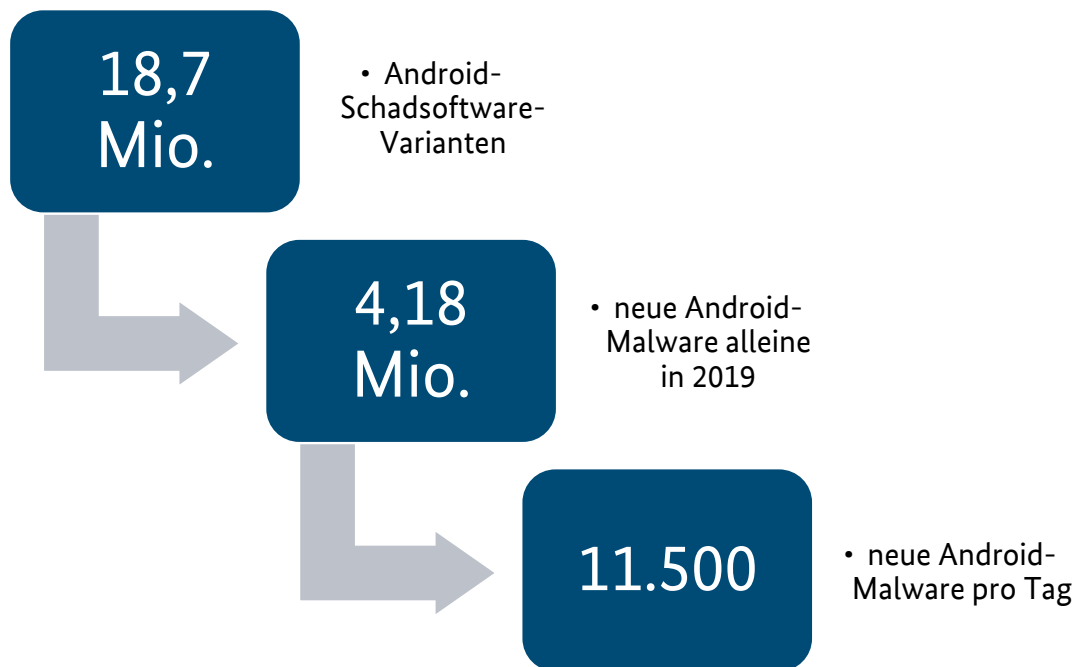 18,7
Mio.
• Android-
Schadsoftware-
Varianten
4,18
Mio.
• neue Android-
Malware alleine
in 2019
11.500
• neue Android-
Malware pro Tag